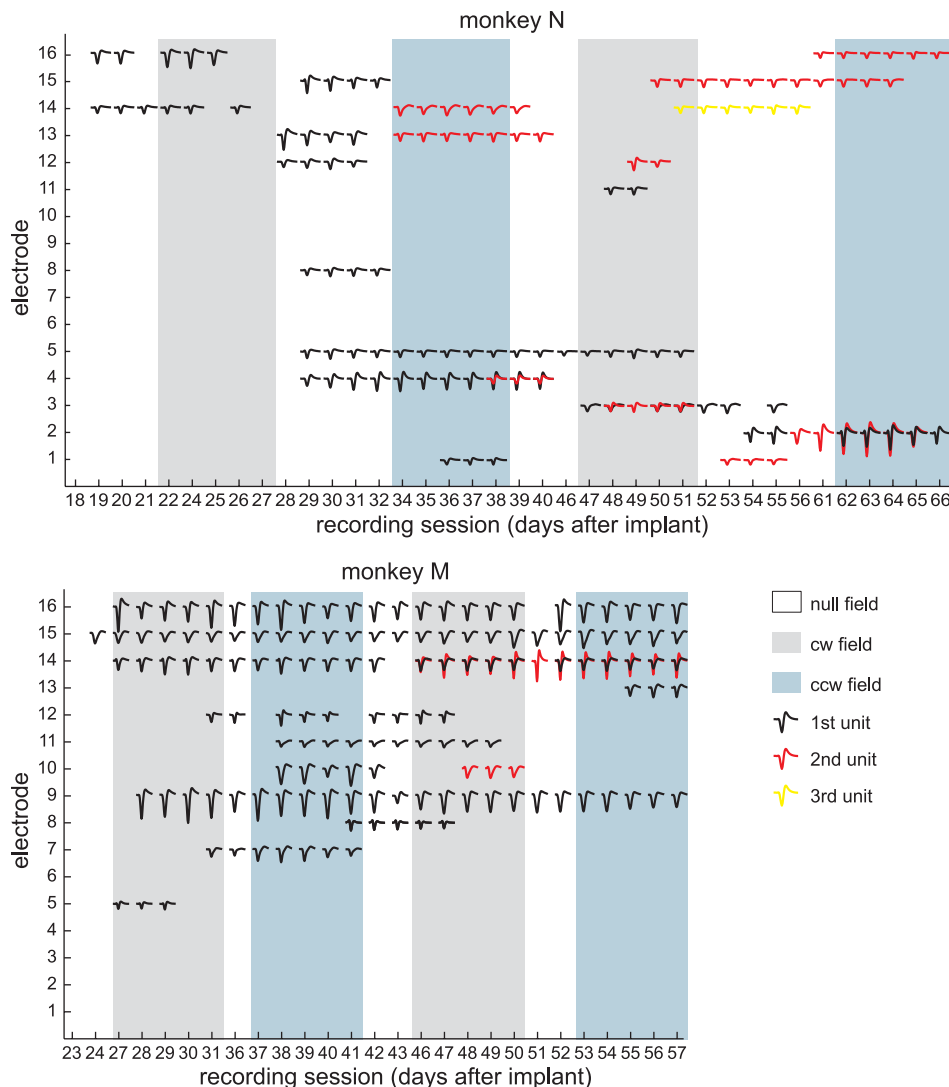 monkey N
16
15
14
13
12
11
10
9
8
7
6
5
4
3
2
1
electrode
18 19 20 21 22 24 25 26 27 28 29 30 31 32 34 35 36 37 38 39 40 46 47 48 49 50 51 52 53 54 55 56 61 62 63 64 65 66
recording session (days after implant)
monkey M
16
15
14
13
12
11
10
9
8
7
6
5
4
3
2
1
electrode
23 24 27 28 29 30 31 36 37 38 39 40 41 42 43 46 47 48 49 50 51 52 53 54 55 56 57
recording session (days after implant)
null field
cw field
ccw field
1st unit
2nd unit
3rd unit